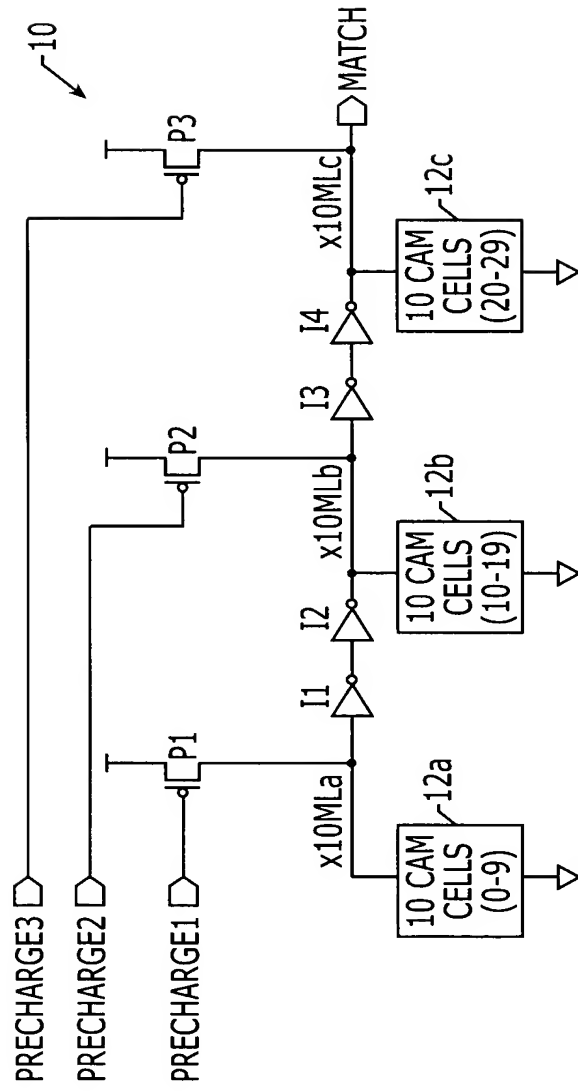 10
PRECHARGE3
PRECHARGE2
PRECHARGE1
P1
P2
P3
x10MLa
I1
I2
x10MLb
I3
I4
x10MLc
MATCH
10 CAM
CELLS
(0-9)
12a
10 CAM
CELLS
(10-19)
12b
10 CAM
CELLS
(20-29)
12c